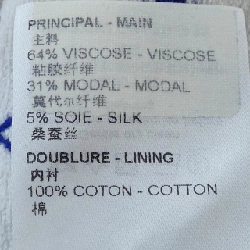 PRINCIPAL - MAIN
主料
64% VISCOSE - VISCOSE
粘胶纤维
31% MODAL - MODAL
莫代尔纤维
5% SOIE - SILK
桑蚕丝
DOUBLURE - LINING
内衬
100% COTON - COTTON
棉